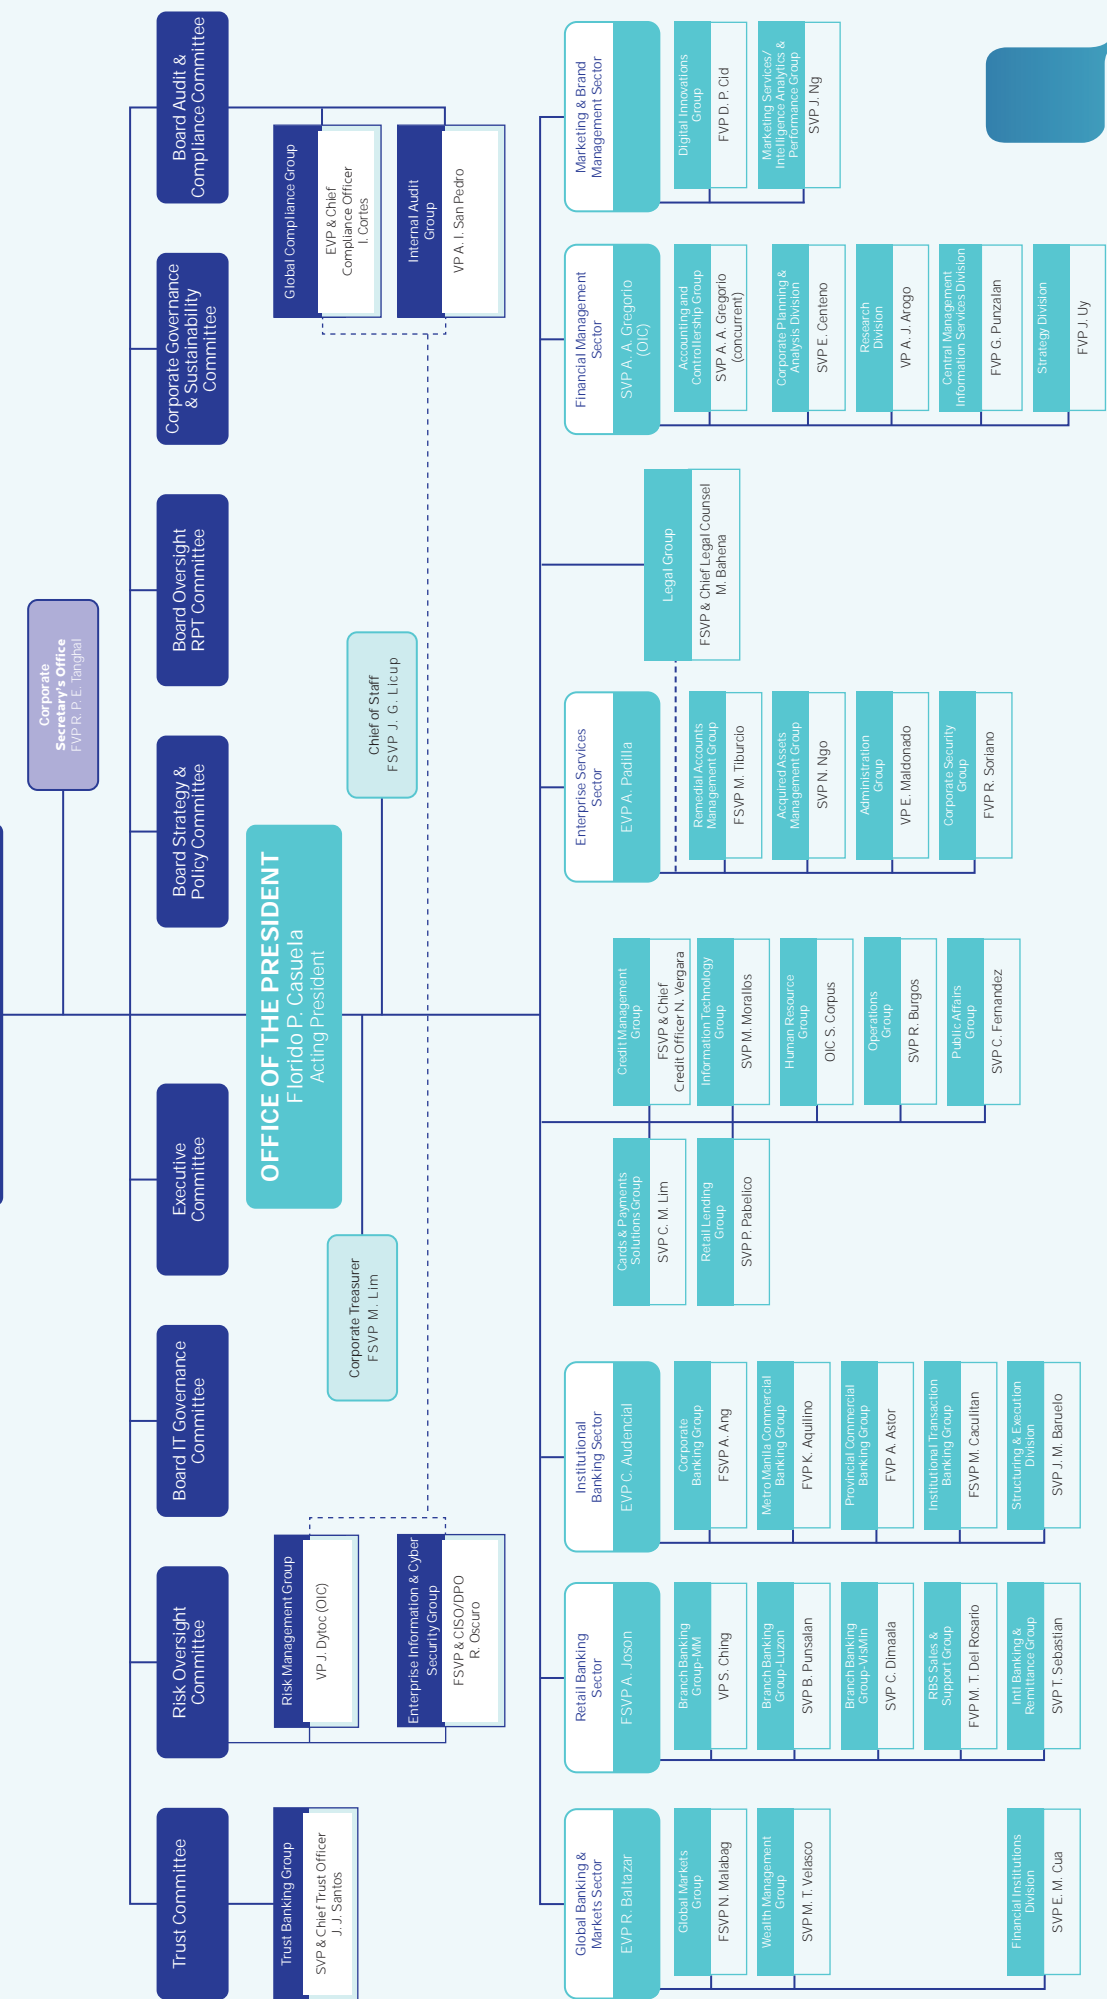 Corporate
Secretary's Office
FVP R. P. E. Tanghal
Trust Committee
Risk Oversight
Committee
Board IT Governance
Committee
Executive
Committee
Board Strategy &
Policy Committee
Board Oversight
RPT Committee
Corporate Governance
& Sustainability
Committee
Board Audit &
Compliance Committee
Trust Banking Group
SVP & Chief Trust Officer
J. J. Santos
Risk Management Group
VP J. Dytoc (OIC)
Enterprise Information & Cyber
Security Group
FSVP & CISO/DPO
R. Oscuro
OFFICE OF THE PRESIDENT
Florido P. Casuela
Acting President
Corporate Treasurer
FSVP M. Lim
Chief of Staff
FSVP J. G. Licup
Global Compliance Group
EVP & Chief
Compliance Officer
I. Cortes
Internal Audit
Group
VP A. I. San Pedro
Global Banking &
Markets Sector
EVP R. Baltazar
Global Markets
Group
FSVP N. Malabag
Wealth Management
Group
SVP M. T. Velasco
Financial Institutions
Division
SVP E. M. Cua
Retail Banking
Sector
FSVP A. Joson
Branch Banking
Group-MM
VP S. Ching
Branch Banking
Group-Luzon
SVP B. Punsalan
Branch Banking
Group-VisMin
SVP C. Dimaala
RBS Sales &
Support Group
FVP M. T. Del Rosario
Intl Banking &
Remittance Group
SVP T. Sebastian
Institutional
Banking Sector
EVP C. Audencial
Corporate
Banking Group
FSVP A. Ang
Metro Manila Commercial
Banking Group
FVP K. Aquilino
Provincial Commercial
Banking Group
FVP A. Astor
Institutional Transaction
Banking Group
FSVP M. Caculitan
Structuring & Execution
Division
SVP J. M. Baruelo
Cards & Payments
Solutions Group
SVP C. M. Lim
Retail Lending
Group
SVP P. Pabelico
Credit Management
Group
FSVP & Chief
Credit Officer N. Vergara
Information Technology
Group
SVP M. Morallos
Human Resource
Group
OIC S. Corpus
Operations
Group
SVP R. Burgos
Public Affairs
Group
SVP C. Fernandez
Enterprise Services
Sector
EVP A. Padilla
Remedial Accounts
Management Group
FSVP M. Tiburcio
Acquired Assets
Management Group
SVP N. Ngo
Administration
Group
VP E. Maldonado
Corporate Security
Group
FVP R. Soriano
Legal Group
FSVP & Chief Legal Counsel
M. Bahena
Financial Management
Sector
SVP A. A. Gregorio
(OIC)
Accounting and
Controllership Group
SVP A. A. Gregorio
(concurrent)
Corporate Planning &
Analysis Division
SVP E. Centeno
Research
Division
VP A. J. Arogo
Central Management
Information Services Division
FVP G. Punzalan
Strategy Division
FVP J. Uy
Marketing & Brand
Management Sector
Digital Innovations
Group
FVP D. P. Cid
Marketing Services/
Intelligence Analytics &
Performance Group
SVP J. Ng